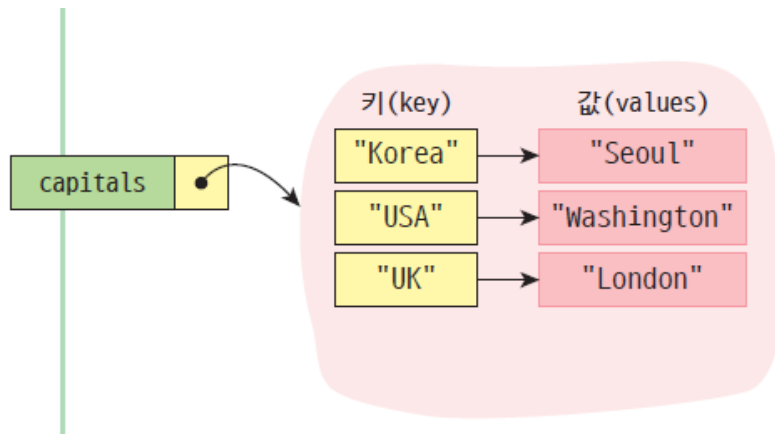 키(key) 값(values)
capitals
"Korea" "Seoul"
"USA" "Washington"
"UK" "London"